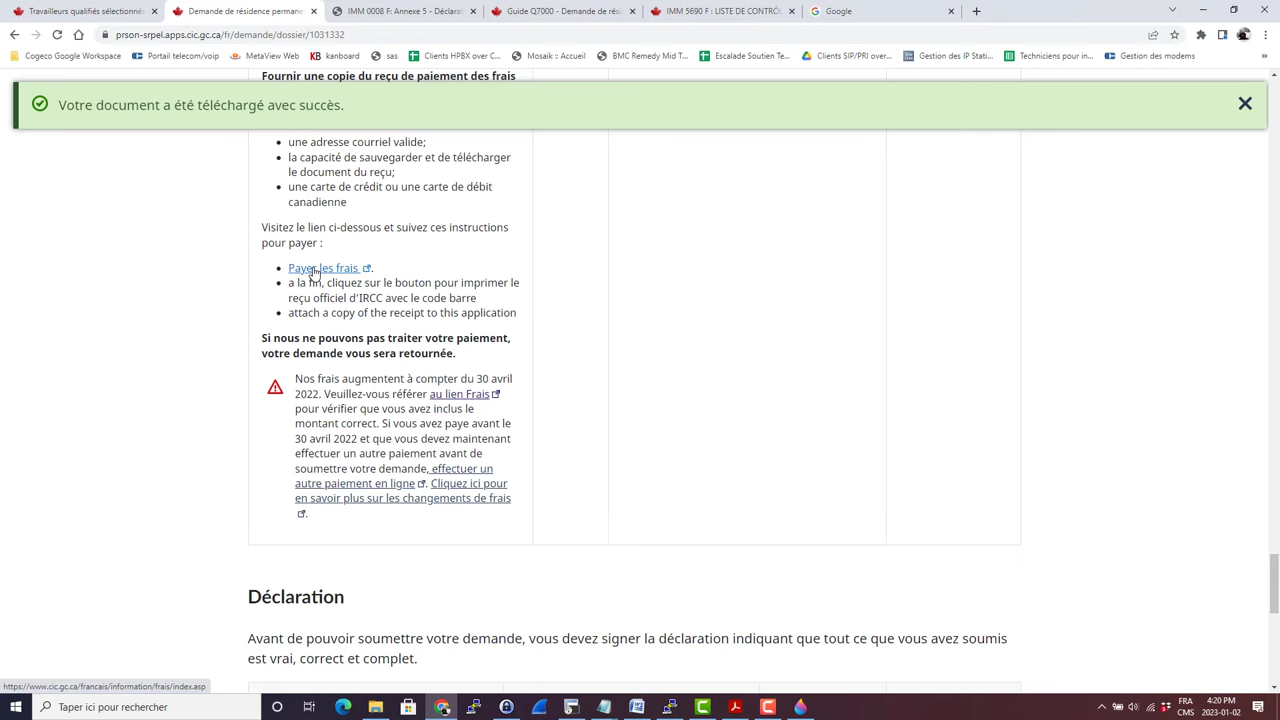 Travailleurs qualifiés sélectionnés
Demande de résidence permanen
IMM 0008 F: Annexe 5 - Déclarat
Guide Q7000 - Demande de rési
IMM 5690 F : LISTE DE CONTRÔL
Google
prson-srpel.apps.cic.gc.ca/fr/demande/dossier/1031332
Cogeco Google Workspace
Portail telecom/voip
MetaView Web
kanboard
sas
Clients HPBX over C...
Mosaik :: Accueil
BMC Remedy Mid T...
Escalade Soutien Te...
Clients SIP/PRI over...
Gestion des IP Stati...
Techniciens pour in...
Gestion des modems
»
Fournir une copie du reçu de paiement des frais
Votre document a été téléchargé avec succès.
une adresse courriel valide;
la capacité de sauvegarder et de télécharger
le document du reçu;
une carte de crédit ou une carte de débit
canadienne
Visitez le lien ci-dessous et suivez ces instructions
pour payer :
Payer les frais .
a la fin, cliquez sur le bouton pour imprimer le
reçu officiel d'IRCC avec le code barre
attach a copy of the receipt to this application
Si nous ne pouvons pas traiter votre paiement,
votre demande vous sera retournée.
Nos frais augmentent à compter du 30 avril
2022. Veuillez-vous référer au lien Frais
pour vérifier que vous avez inclus le
montant correct. Si vous avez paye avant le
30 avril 2022 et que vous devez maintenant
effectuer un autre paiement avant de
soumettre votre demande, effectuer un
autre paiement en ligne . Cliquez ici pour
en savoir plus sur les changements de frais
.
Déclaration
Avant de pouvoir soumettre votre demande, vous devez signer la déclaration indiquant que tout ce que vous avez soumis
est vrai, correct et complet.
https://www.cic.gc.ca/francais/information/frais/index.asp
Taper ici pour rechercher
FRA
CMS
4:20 PM
2023-01-02